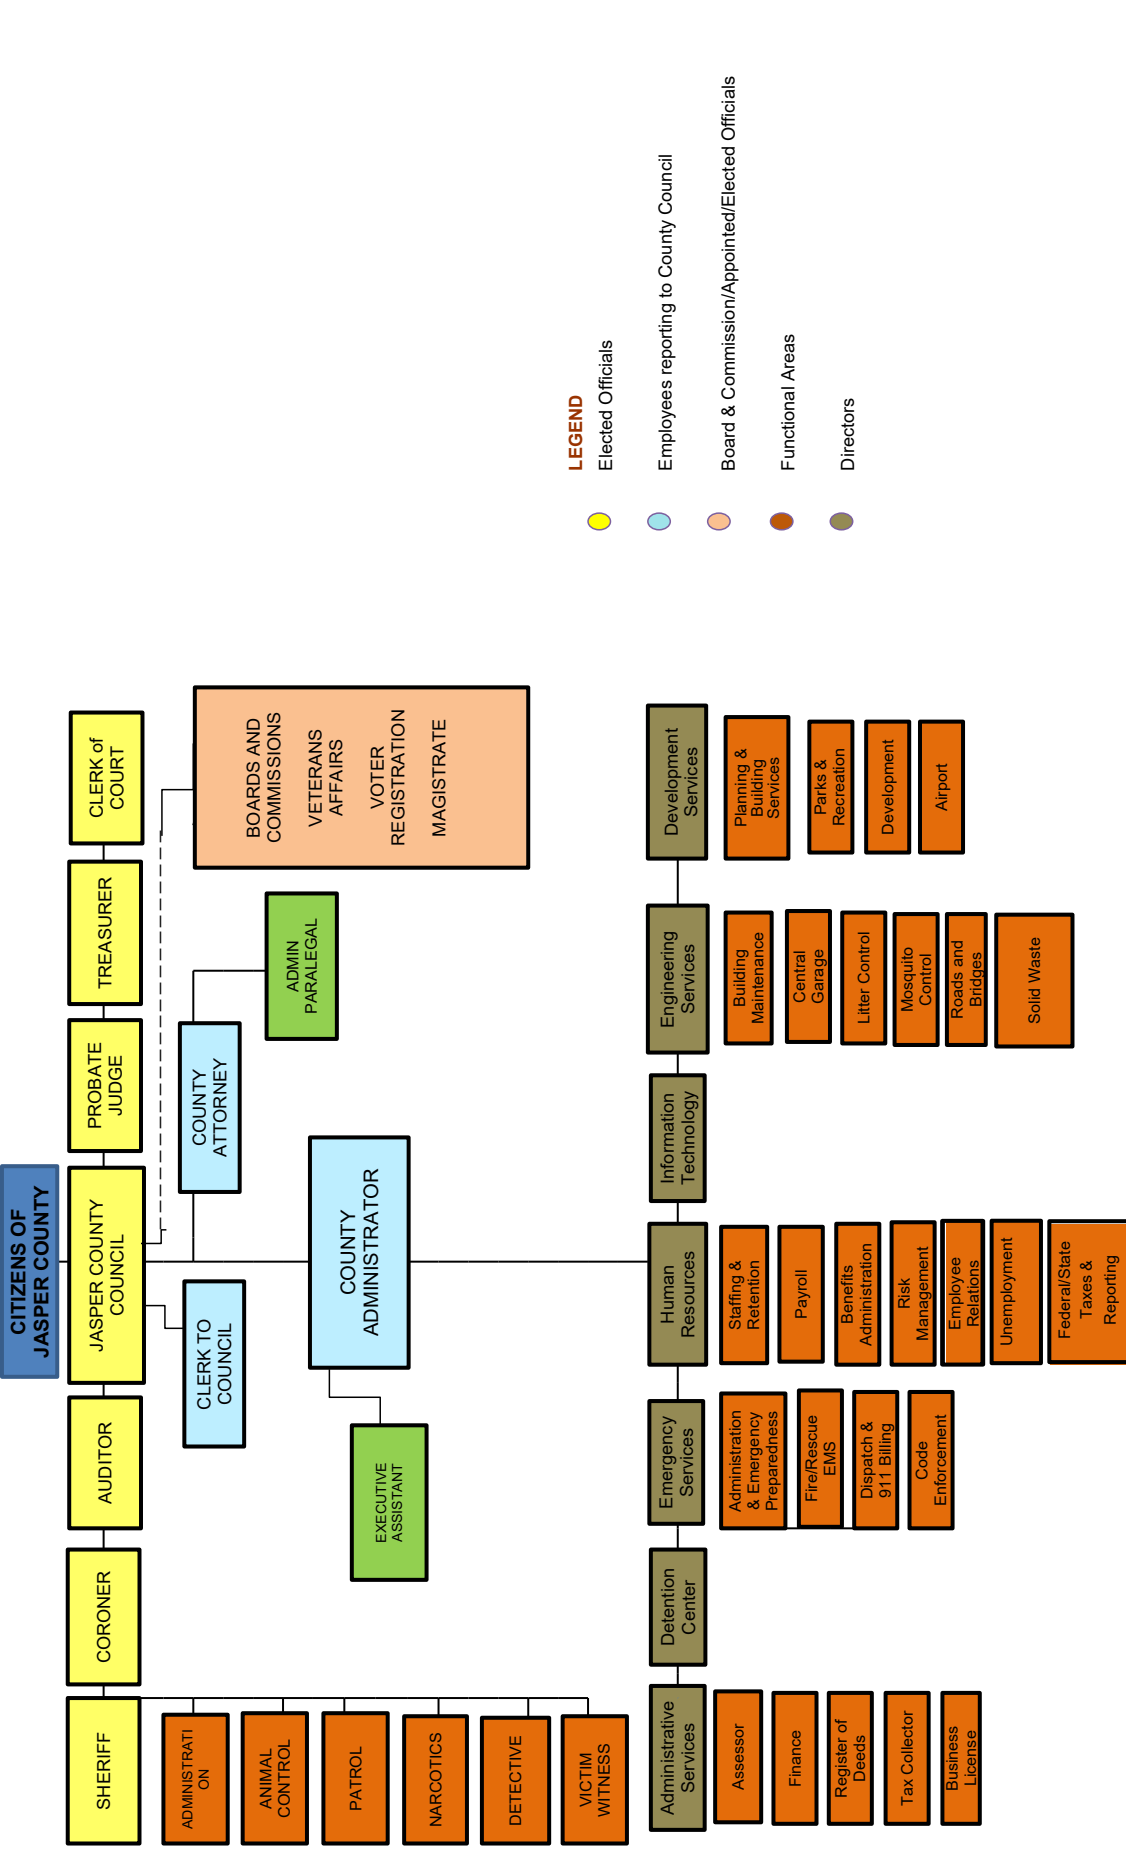 CITIZENS OF
JASPER COUNTY
SHERIFF
CORONER
AUDITOR
JASPER COUNTY
COUNCIL
PROBATE
JUDGE
TREASURER
CLERK of
COURT
ADMINISTRATI
ON
ANIMAL
CONTROL
PATROL
NARCOTICS
DETECTIVE
VICTIM
WITNESS
CLERK TO
COUNCIL
COUNTY
ATTORNEY
ADMIN
PARALEGAL
BOARDS AND
COMMISSIONS
VETERANS
AFFAIRS
VOTER
REGISTRATION
MAGISTRATE
COUNTY
ADMINISTRATOR
EXECUTIVE
ASSISTANT
LEGEND
Elected Officials
Employees reporting to County Council
Board & Commission/Appointed/Elected Officials
Functional Areas
Directors
Administrative
Services
Assessor
Finance
Register of
Deeds
Tax Collector
Business
License
Detention
Center
Emergency
Services
Administration
& Emergency
Preparedness
Fire/Rescue
EMS
Dispatch &
911 Billing
Code
Enforcement
Human
Resources
Staffing &
Retention
Payroll
Benefits
Administration
Risk
Management
Employee
Relations
Unemployment
Federal/State
Taxes &
Reporting
Information
Technology
Engineering
Services
Building
Maintenance
Central
Garage
Litter Control
Mosquito
Control
Roads and
Bridges
Solid Waste
Development
Services
Planning &
Building
Services
Parks &
Recreation
Development
Airport